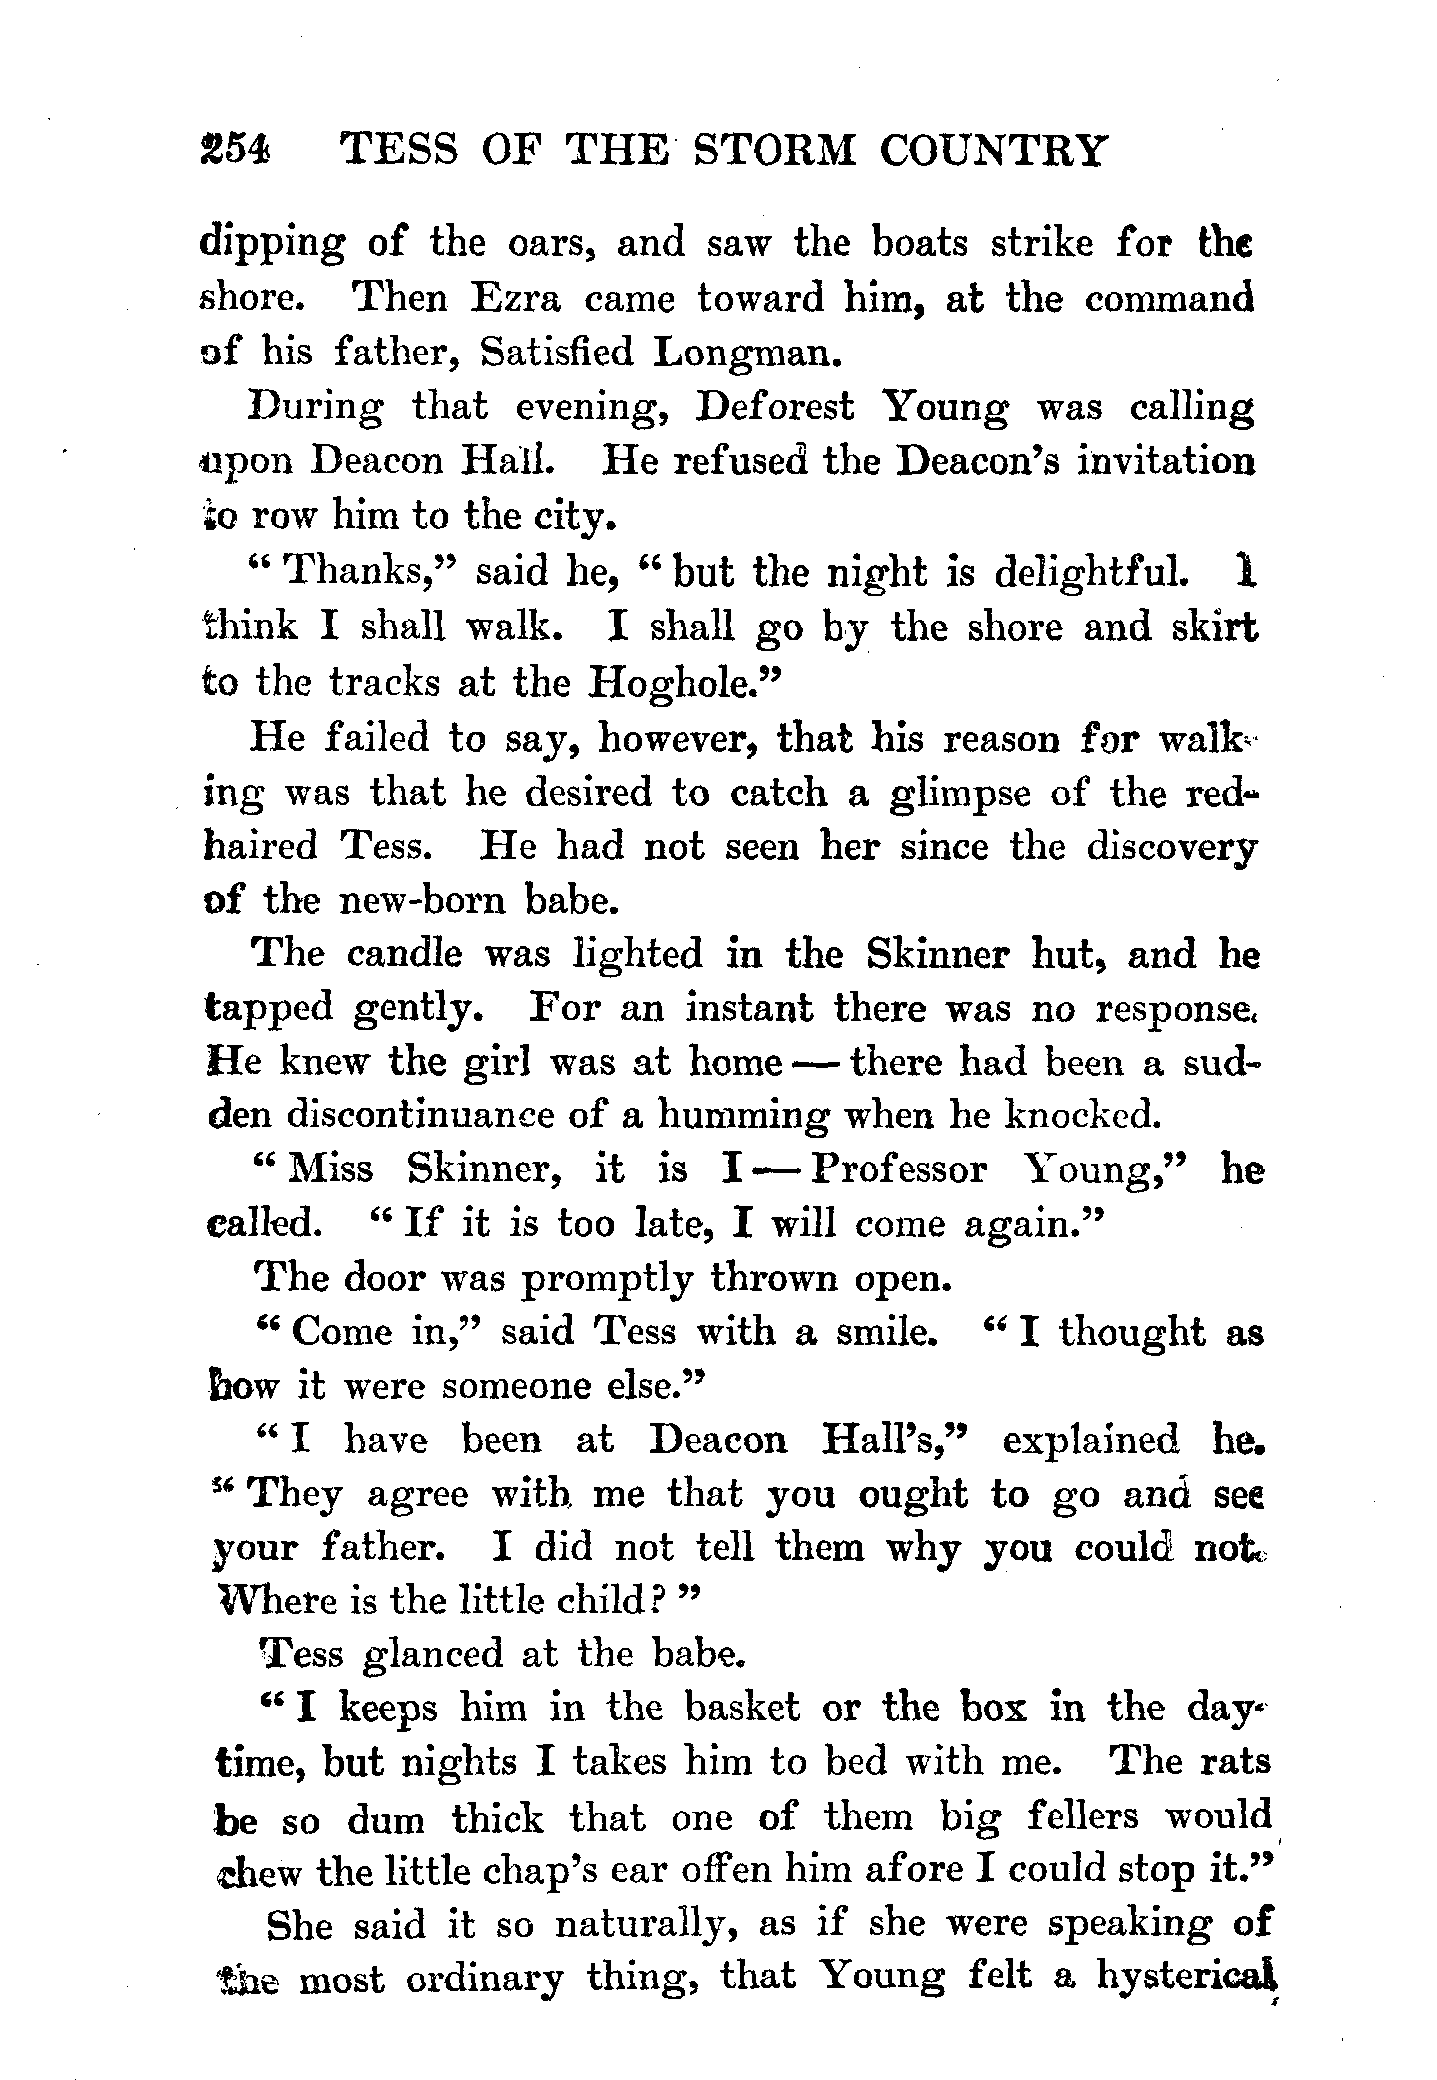 254 TESS OF THE STORM COUNTRY
dipping of the oars, and saw the boats strike for the
shore. Then Ezra came toward him, at the command
of his father, Satisfied Longman.
During that evening, Deforest Young was calling
upon Deacon Hall. He refused the Deacon's invitation
to row him to the city.
" Thanks," said he, " but the night is delightful. I
think I shall walk. I shall go by the shore and skirt
to the tracks at the Hoghole."
He failed to say, however, that his reason for walk-
ing was that he desired to catch a glimpse of the red-
haired Tess. He had not seen her since the discovery
of the new-born babe.
The candle was lighted in the Skinner hut, and he
tapped gently. For an instant there was no response.
He knew the girl was at home — there had been a sud-
den discontinuance of a humming when he knocked.
" Miss Skinner, it is I — Professor Young," he
called. " If it is too late, I will come again."
The door was promptly thrown open.
" Come in," said Tess with a smile. " I thought as
how it were someone else."
" I have been at Deacon Hall's," explained he.
" They agree with me that you ought to go and see
your father. I did not tell them why you could not.
Where is the little child? "
Tess glanced at the babe.
" I keeps him in the basket or the box in the day-
time, but nights I takes him to bed with me. The rats
be so dum thick that one of them big fellers would
chew the little chap's ear offen him afore I could stop it."
She said it so naturally, as if she were speaking of
the most ordinary thing, that Young felt a hysterical